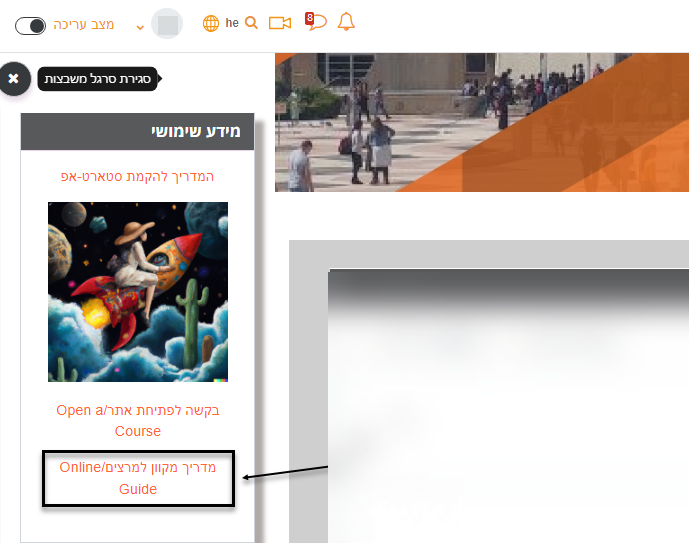 מצב עריכה
he
8
סגירת סרגל משבצות
מידע שימושי
המדריך להקמת סטארט-אפ
בקשה לפתיחת אתר/Open a
Course
מדריך מקוון למרצים/Online
Guide